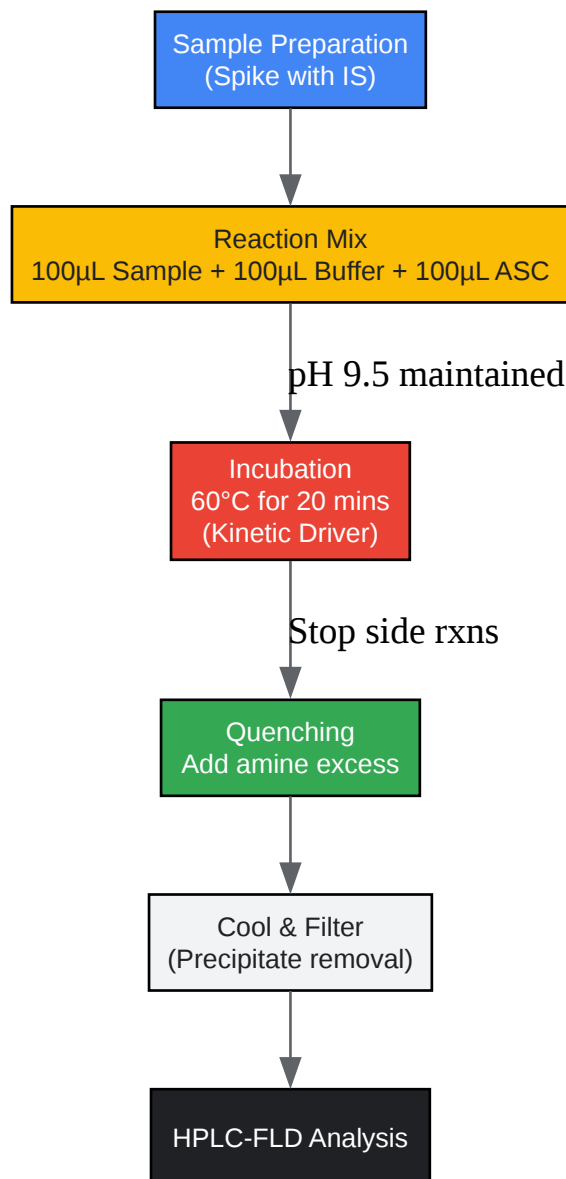 Sample Preparation
(Spike with IS)
Reaction Mix
100µL Sample + 100µL Buffer + 100µL ASC
pH 9.5 maintained
Incubation
60°C for 20 mins
(Kinetic Driver)
Stop side rxns
Quenching
Add amine excess
Cool & Filter
(Precipitate removal)
HPLC-FLD Analysis